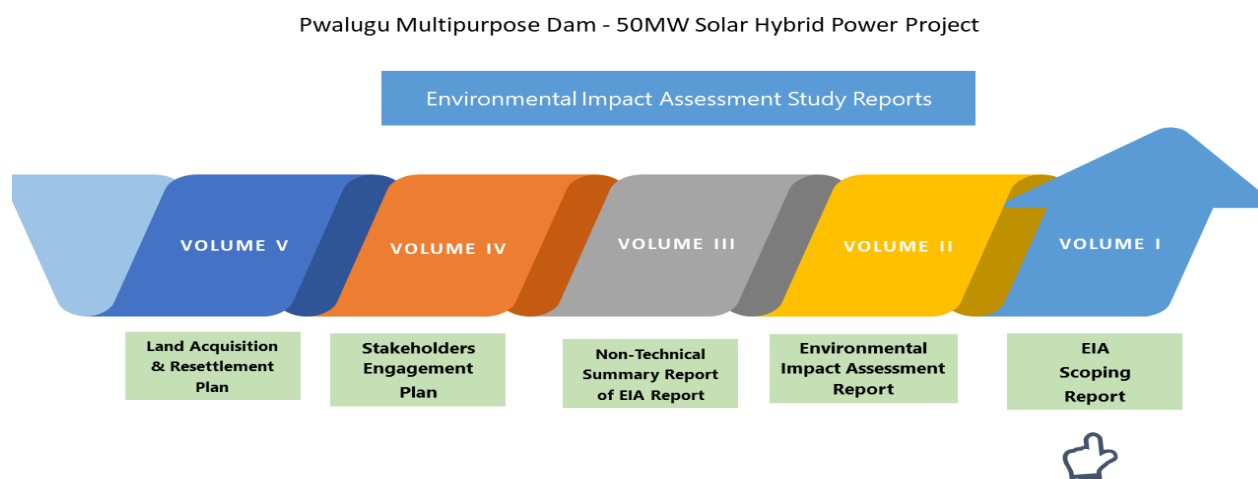 Pwalugu Multipurpose Dam - 50MW Solar Hybrid Power Project
Environmental Impact Assessment Study Reports
VOLUME V
VOLUME IV
VOLUME III
VOLUME II
VOLUME I
Land Acquisition
& Resettlement
Plan
Stakeholders
Engagement
Plan
Non-Technical
Summary Report
of EIA Report
Environmental
Impact Assessment
Report
EIA
Scoping
Report